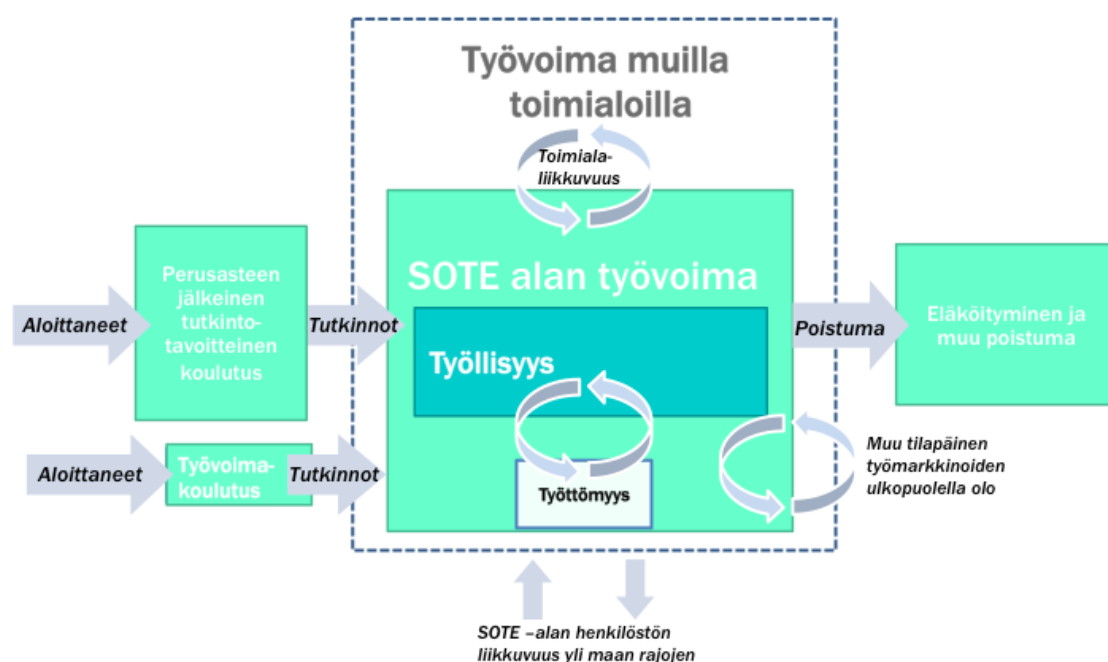 Työvoima muilla
toimialoilla
Toimiala-
liikkuvuus
SOTE alan työvoima
Perusasteen
jälkeinen
tutkinto-
tavoitteinen
koulutus
Aloittaneet
Tutkinnot
Työllisyys
Poistuma
Eläköityminen ja
muu poistuma
Aloittaneet
Työvoima-
koulutus
Tutkinnot
Työttömyys
Muu tilapäinen
työmarkkinoiden
ulkopuolella olo
SOTE –alan henkilöstön
liikkuvuus yli maan rajojen